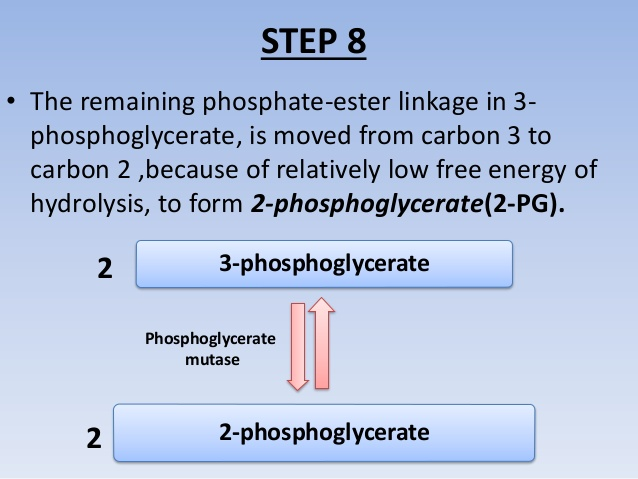 STEP 8
• The remaining phosphate-ester linkage in 3-
phosphoglycerate, is moved from carbon 3 to
carbon 2 ,because of relatively low free energy of
hydrolysis, to form 2-phosphoglycerate(2-PG).
2
3-phosphoglycerate
Phosphoglycerate
mutase
2
2-phosphoglycerate